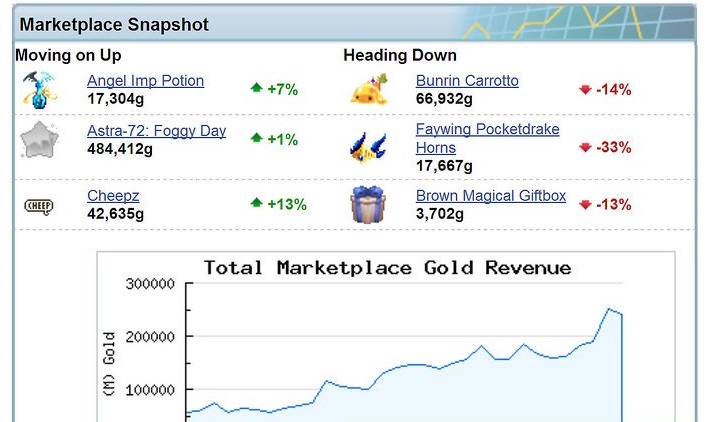 Marketplace Snapshot
Moving on Up
Heading Down
Angel Imp Potion
17,304g
+7%
Bunrin Carrotto
66,932g
-14%
Astra-72: Foggy Day
484,412g
+1%
Faywing Pocketdrake
Horns
17,667g
-33%
CHEEP
Cheepz
42,635g
+13%
Brown Magical Giftbox
3,702g
-13%
Total Marketplace Gold Revenue
300000
200000
100000
(M) Gold